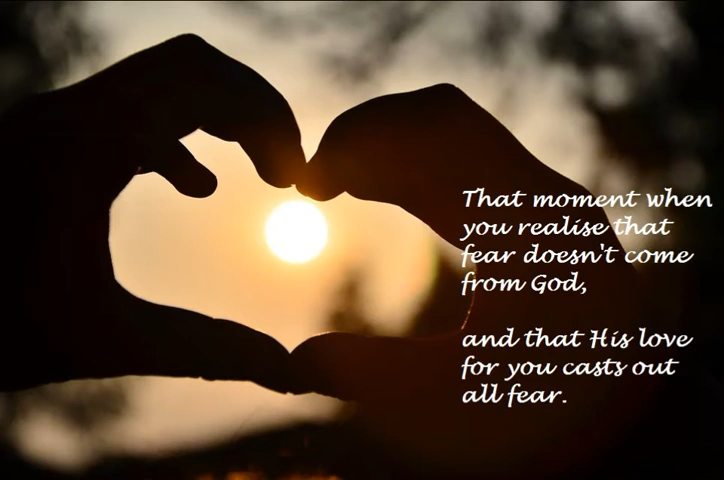 That moment when
you realise that
fear doesn't come
from God,
and that His love
for you casts out
all fear.